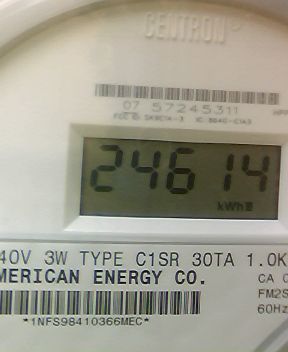 CENTRON
07 57245311
24614
kWh
40V 3W TYPE C1SR 30TA 1.0K
MERICAN ENERGY CO.
CA
FM2S
60Hz
*1NFS98410366MEC*